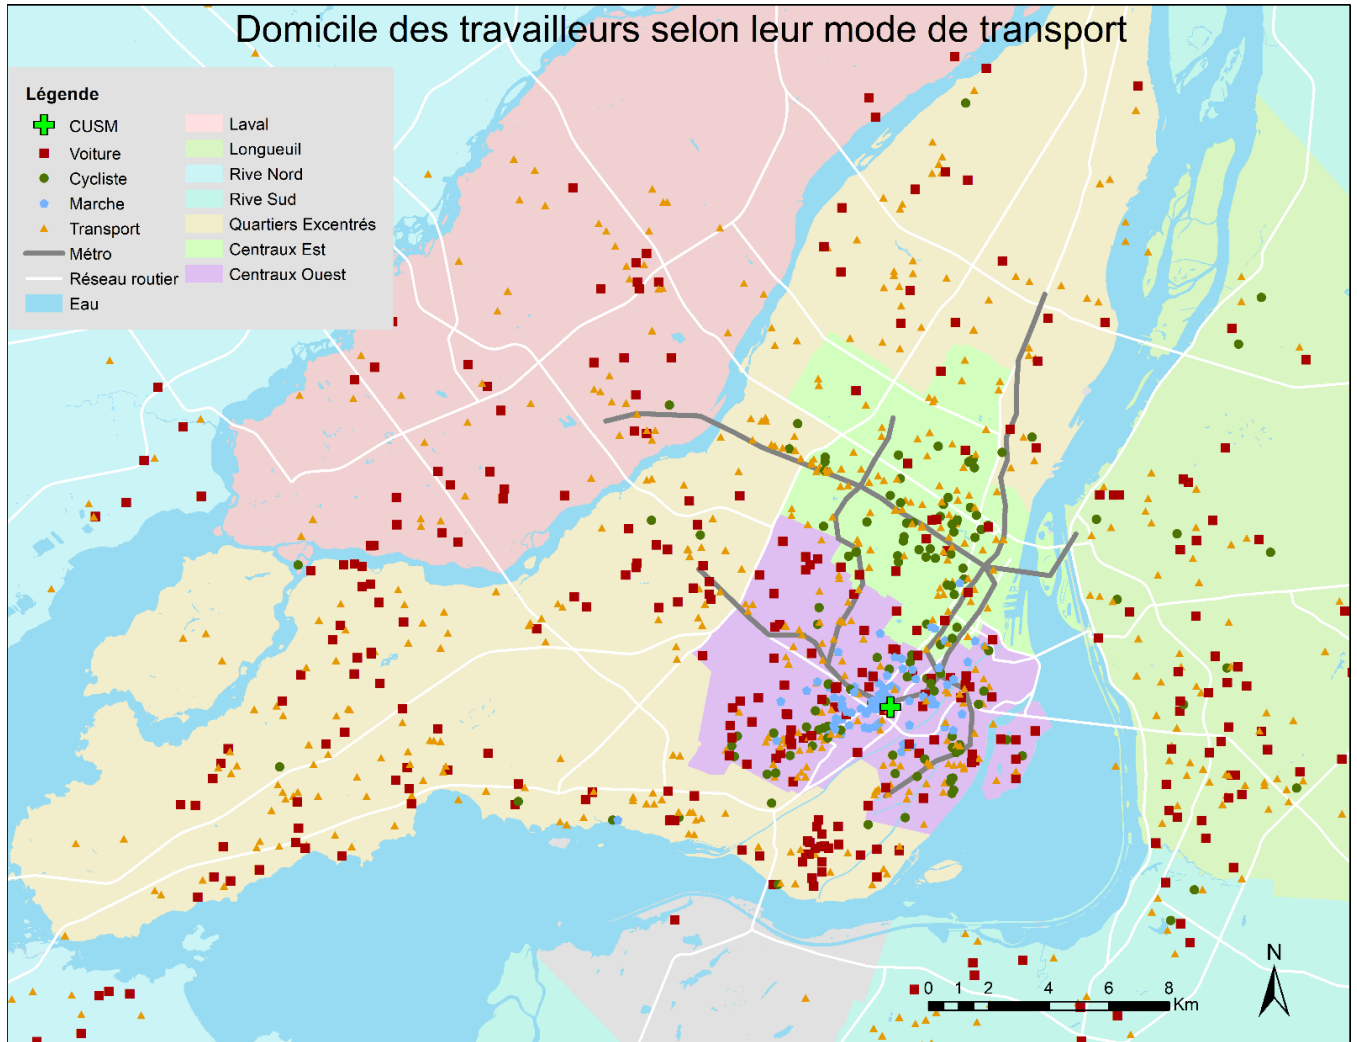 Domicile des travailleurs selon leur mode de transport
Légende
CUSM
Voiture
Cycliste
Marche
Transport
Métro
Réseau routier
Eau
Laval
Longueuil
Rive Nord
Rive Sud
Quartiers Excentrés
Centraux Est
Centraux Ouest
N
0 1 2 4 6 8
Km